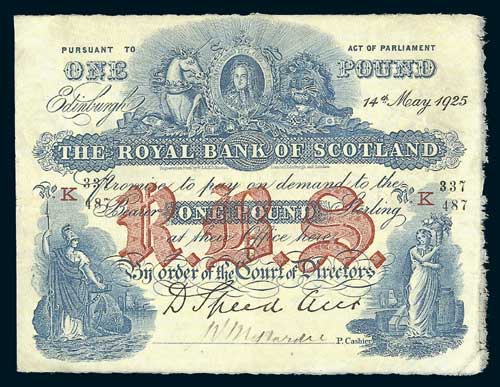 PURSUANT TO ACT OF PARLIAMENT
ONE POUND
Edinburgh 14th May 1925
THE ROYAL BANK OF SCOTLAND
No K 337/487 Promise to pay on demand to the No K 337/487
Bearer ONE POUND Sterling
R.B.S.
at their Office here
By order of the Court of Directors
D Speed Acct
P. Cashier